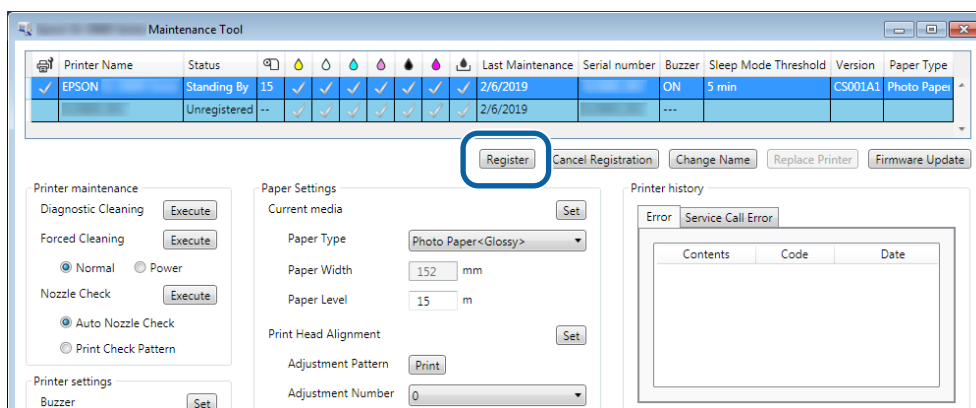 Maintenance Tool
Printer Name Status Last Maintenance Serial number Buzzer Sleep Mode Threshold Version Paper Type
EPSON Standing By 15 2/6/2019 ON 5 min CS001A1 Photo Paper
Unregistered -- 2/6/2019 ---
Register Cancel Registration Change Name Replace Printer Firmware Update
Printer maintenance
Diagnostic Cleaning Execute
Forced Cleaning Execute
Normal Power
Nozzle Check Execute
Auto Nozzle Check
Print Check Pattern
Printer settings
Buzzer Set
Paper Settings
Current media Set
Paper Type Photo Paper<Glossy>
Paper Width 152 mm
Paper Level 15 m
Print Head Alignment Set
Adjustment Pattern Print
Adjustment Number 0
Printer history
Error Service Call Error
Contents Code Date